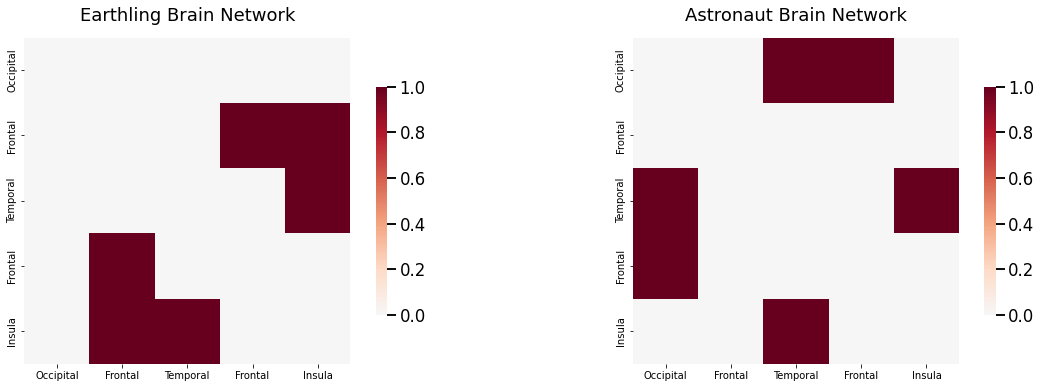 Earthling Brain Network
Occipital
Frontal
Temporal
Frontal
Insula
Occipital Frontal Temporal Frontal Insula
1.0
0.8
0.6
0.4
0.2
0.0
Astronaut Brain Network
Occipital
Frontal
Temporal
Frontal
Insula
Occipital Frontal Temporal Frontal Insula
1.0
0.8
0.6
0.4
0.2
0.0